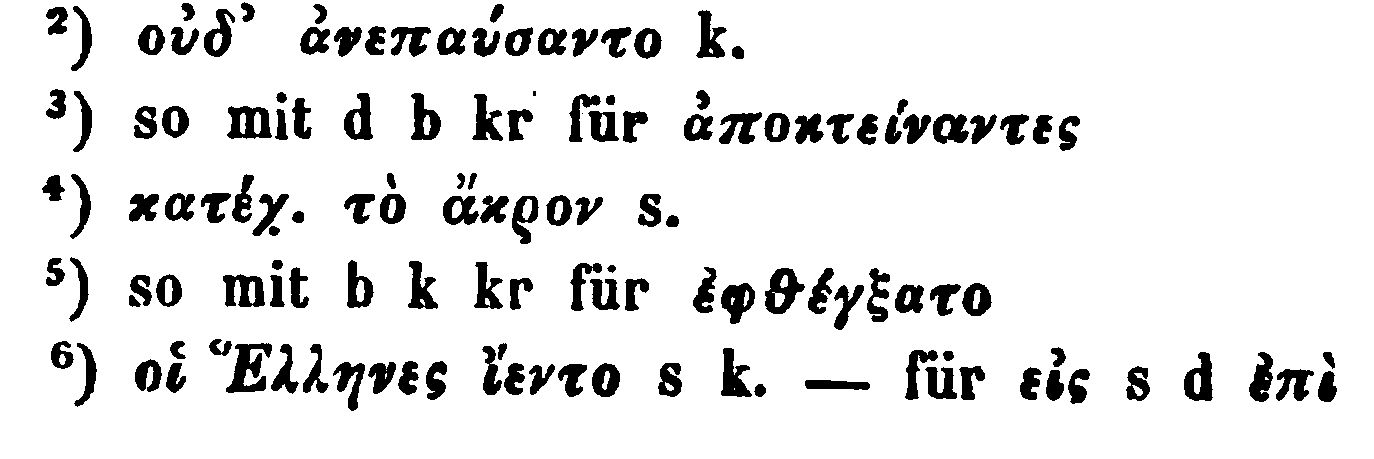 ²) οὐδ’ ἀνεπαύσαντο k.
³) so mit d b kr für ἀποκτείναντες
⁴) κατέχ. τὸ ἄκρον s.
⁵) so mit b k kr für ἐφθέγξατο
⁶) οἱ Ἕλληνες ἵεντο s k. — für εἰς s d ἐπὶ